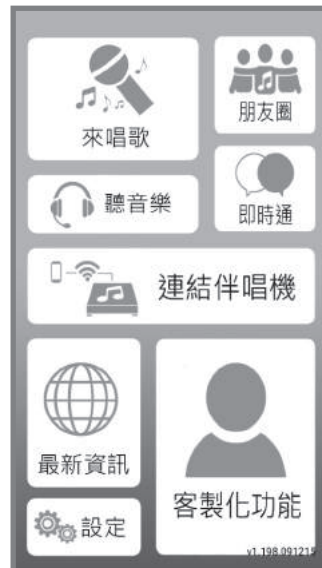 來唱歌
朋友圈
聽音樂
即時通
連結伴唱機
最新資訊
客製化功能
設定
v1.198.091219